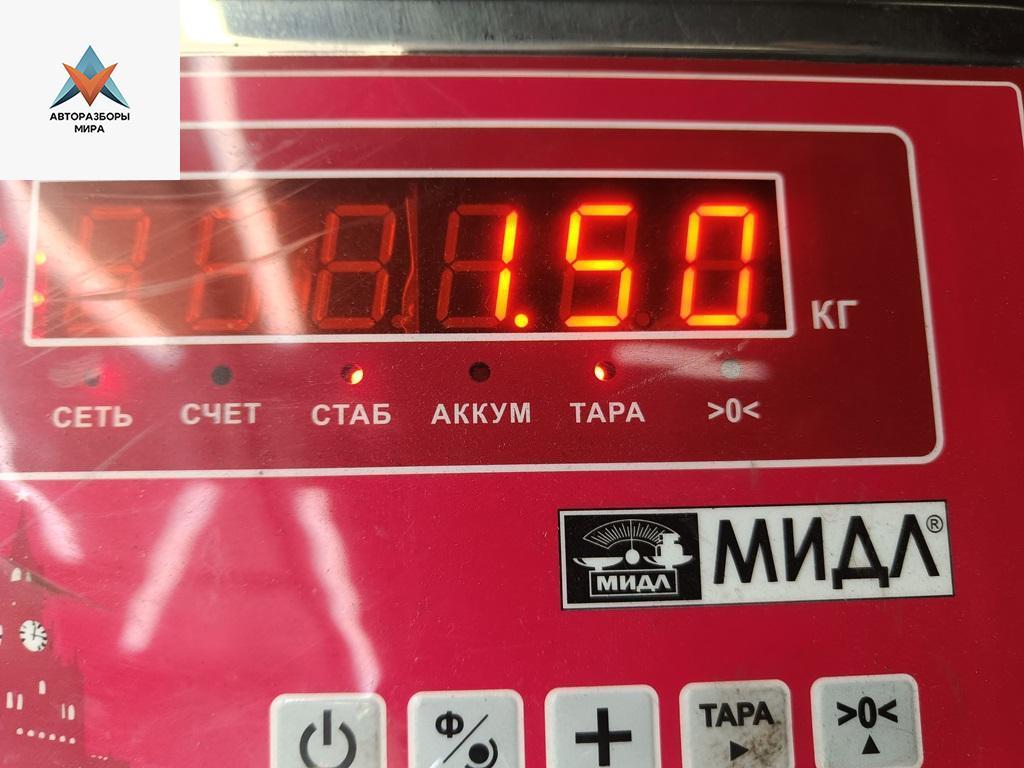 АВТОРАЗБОРЫ
МИРА
1.50
КГ
СЕТЬ СЧЕТ СТАБ АККУМ ТАРА >0<
МИДЛ МИДЛ®
Ф ТАРА >0<